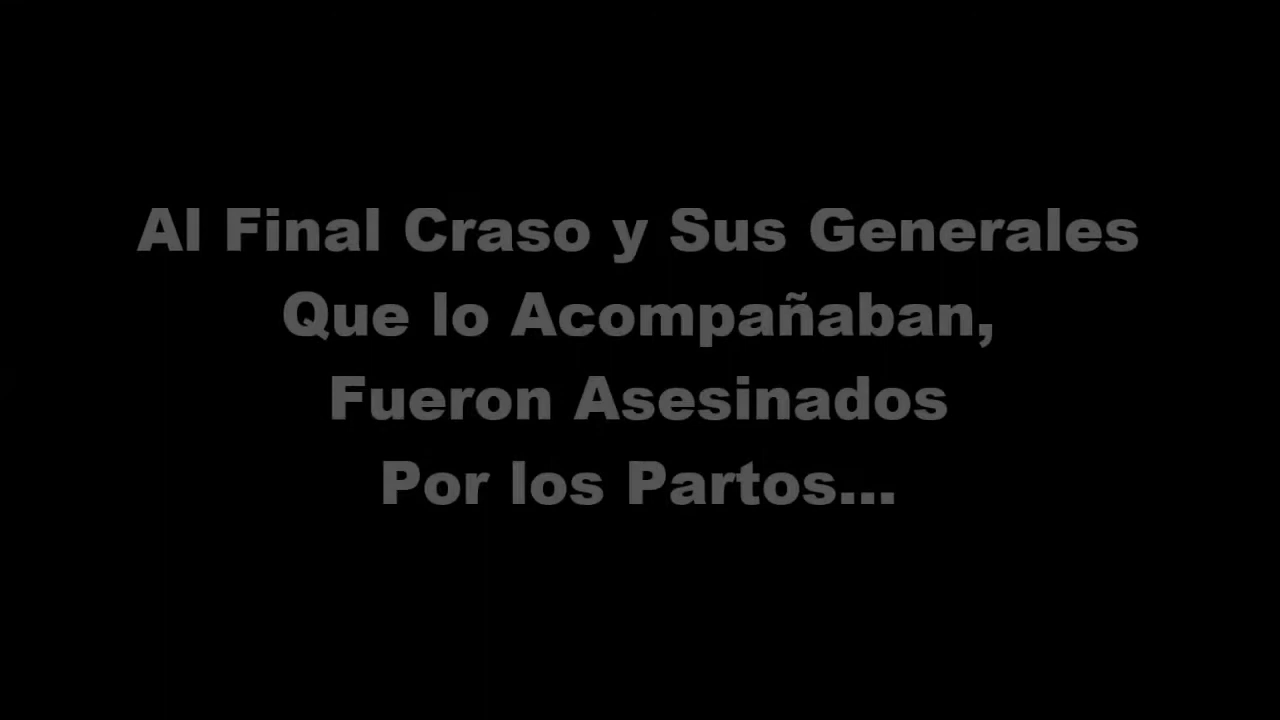 Al Final Craso y Sus Generales
Que lo Acompañaban,
Fueron Asesinados
Por los Partos...